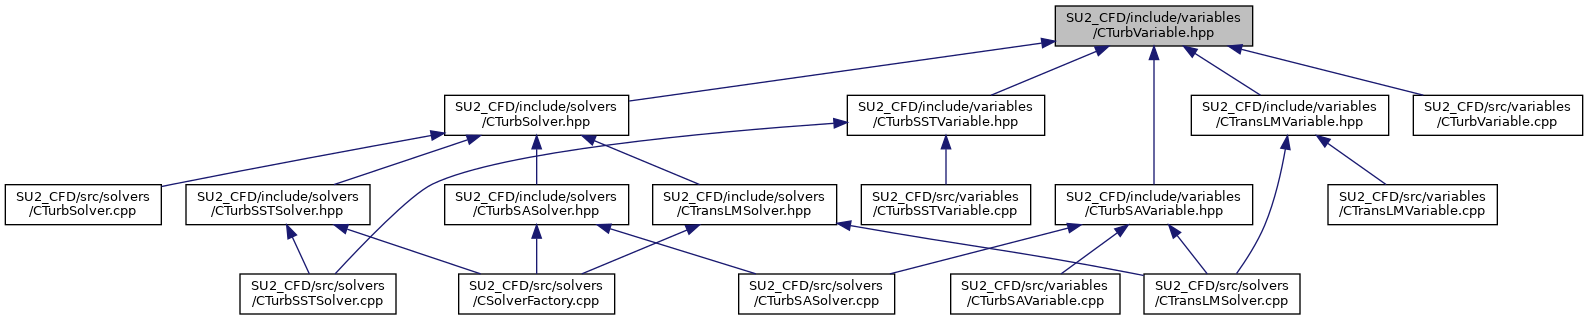 SU2_CFD/include/variables
/CTurbVariable.hpp
SU2_CFD/include/solvers
/CTurbSolver.hpp
SU2_CFD/include/variables
/CTurbSSTVariable.hpp
SU2_CFD/include/variables
/CTransLMVariable.hpp
SU2_CFD/src/variables
/CTurbVariable.cpp
SU2_CFD/src/solvers
/CTurbSolver.cpp
SU2_CFD/include/solvers
/CTurbSSTSolver.hpp
SU2_CFD/include/solvers
/CTurbSASolver.hpp
SU2_CFD/include/solvers
/CTransLMSolver.hpp
SU2_CFD/src/variables
/CTurbSSTVariable.cpp
SU2_CFD/include/variables
/CTurbSAVariable.hpp
SU2_CFD/src/variables
/CTransLMVariable.cpp
SU2_CFD/src/solvers
/CTurbSSTSolver.cpp
SU2_CFD/src/solvers
/CSolverFactory.cpp
SU2_CFD/src/solvers
/CTurbSASolver.cpp
SU2_CFD/src/variables
/CTurbSAVariable.cpp
SU2_CFD/src/solvers
/CTransLMSolver.cpp